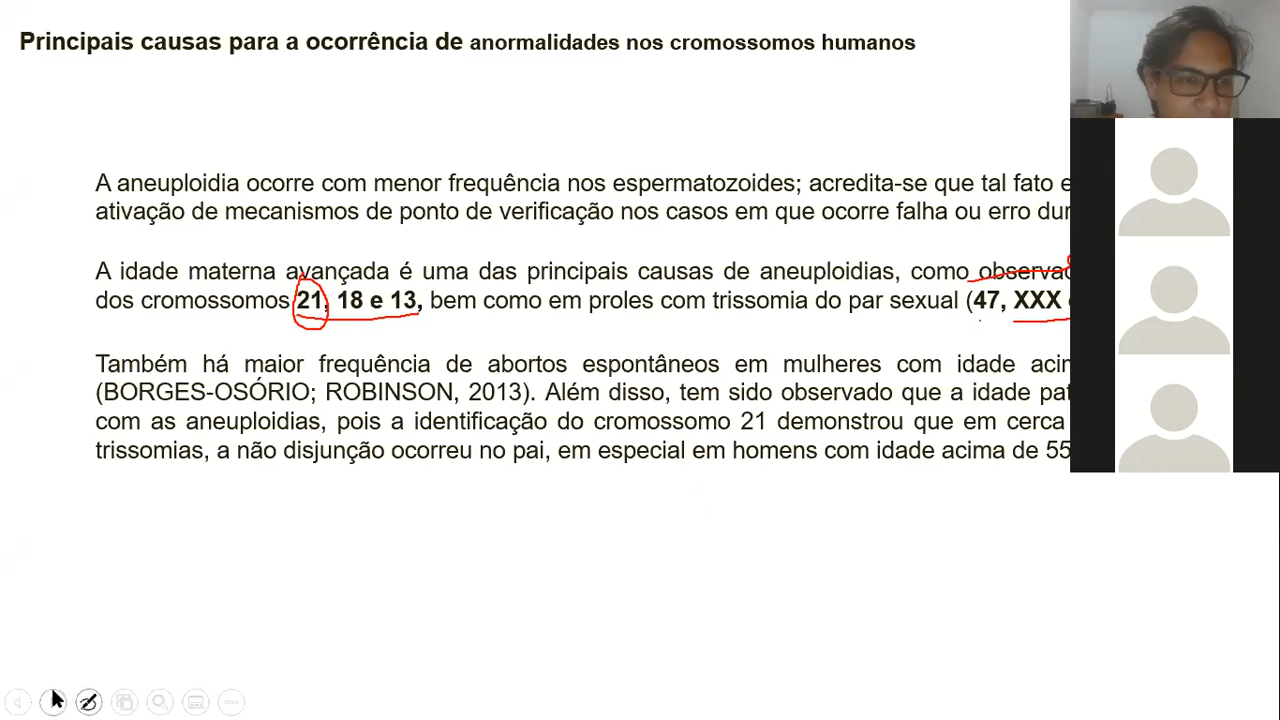 Principais causas para a ocorrência de anormalidades nos cromossomos humanos
A aneuploidia ocorre com menor frequência nos espermatozoides; acredita-se que tal fato
ativação de mecanismos de ponto de verificação nos casos em que ocorre falha ou erro
A idade materna avançada é uma das principais causas de aneuploidias, como
dos cromossomos 21, 18 e 13, bem como em proles com trissomia do par sexual (47, XXX
Também há maior frequência de abortos espontâneos em mulheres com idade
(BORGES-OSÓRIO; ROBINSON, 2013). Além disso, tem sido observado que a idade
com as aneuploidias, pois a identificação do cromossomo 21 demonstrou que em cerca
trissomias, a não disjunção ocorreu no pai, em especial em homens com idade acima de 55